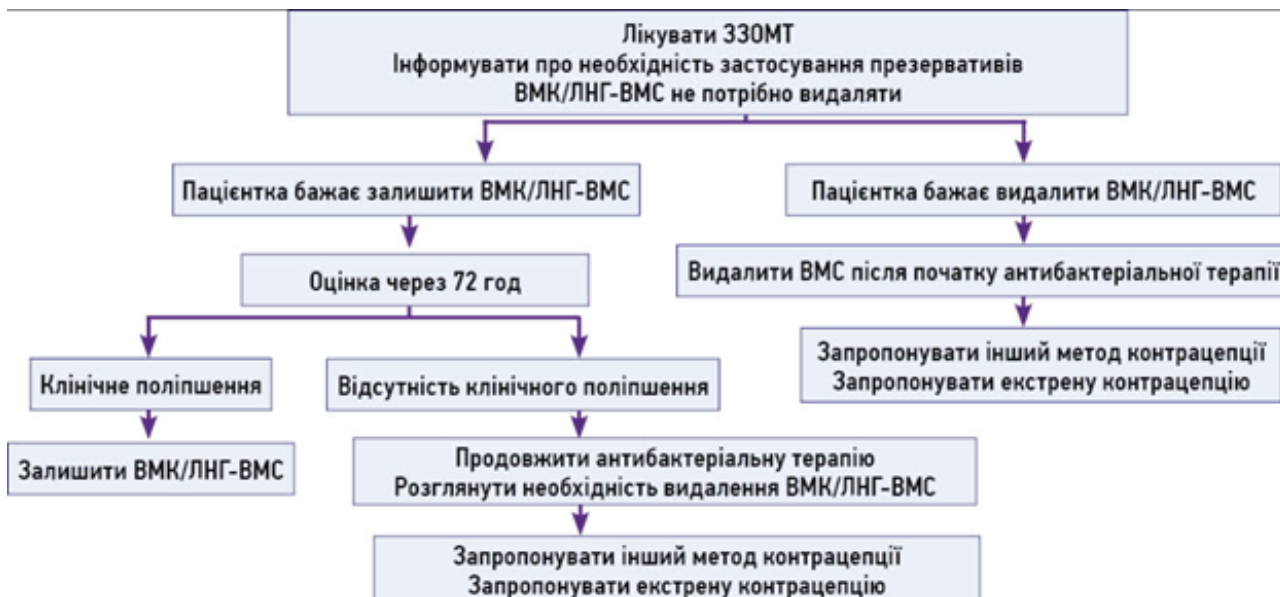 Лікувати ЗЗОМТ
Інформувати про необхідність застосування презервативів
ВМК/ЛНГ-ВМС не потрібно видаляти
Пацієнтка бажає залишити ВМК/ЛНГ-ВМС
Пацієнтка бажає видалити ВМК/ЛНГ-ВМС
Оцінка через 72 год
Видалити ВМС після початку антибактеріальної терапії
Клінічне поліпшення
Відсутність клінічного поліпшення
Запропонувати інший метод контрацепції
Запропонувати екстрену контрацепцію
Залишити ВМК/ЛНГ-ВМС
Продовжити антибактеріальну терапію
Розглянути необхідність видалення ВМК/ЛНГ-ВМС
Запропонувати інший метод контрацепції
Запропонувати екстрену контрацепцію